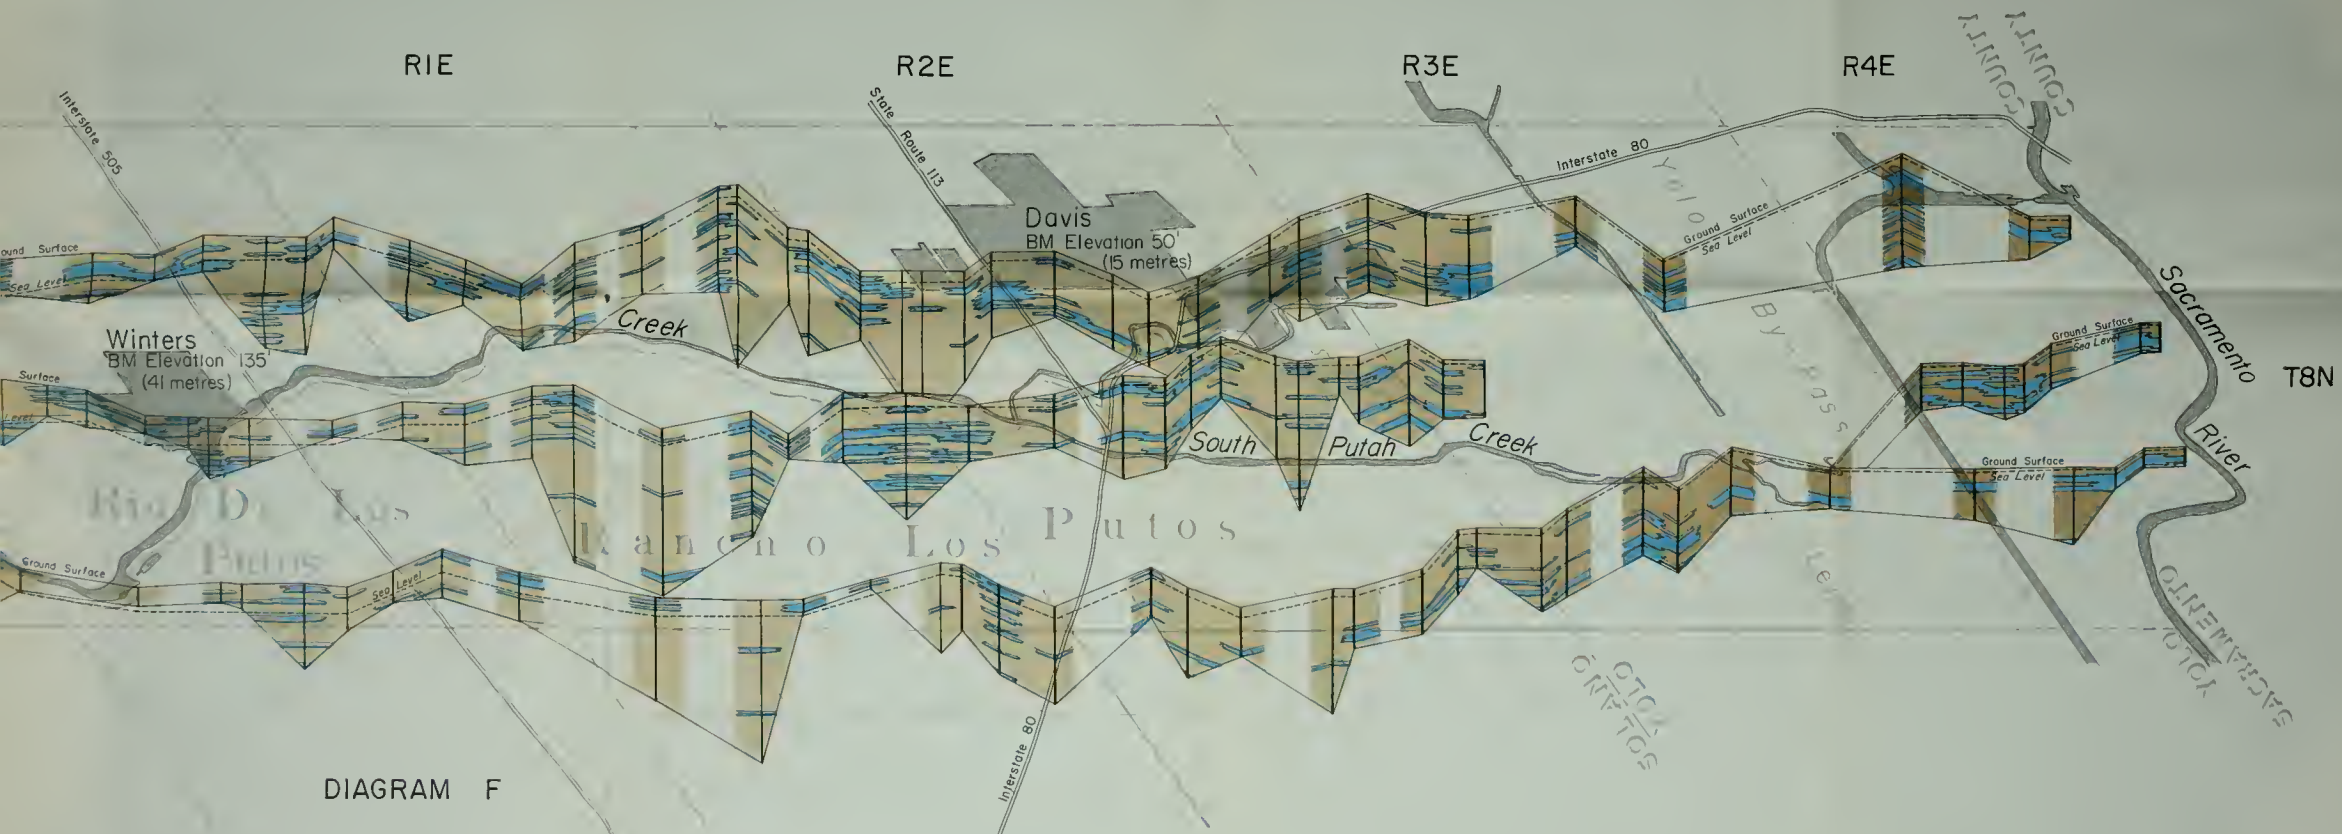 R1E
R2E
R3E
R4E
COUNTY
COUNTY
Interstate 505
State Route 113
Interstate 80
Yolo
Davis
BM Elevation 50'
(15 metres)
Ground Surface
Sea Level
Ground Surface
Sea Level
Bypass
Sacramento
River
Winters
BM Elevation 135'
(41 metres)
Creek
Ground Surface
Sea Level
T8N
Surface
Level
South Putah Creek
Ground Surface
Sea Level
Rio De Los
Putos
Rancho Los Putos
Ground Surface
Sea Level
SOLANO
YOLO
YOLO
SACRAMENTO
Interstate 80
DIAGRAM F